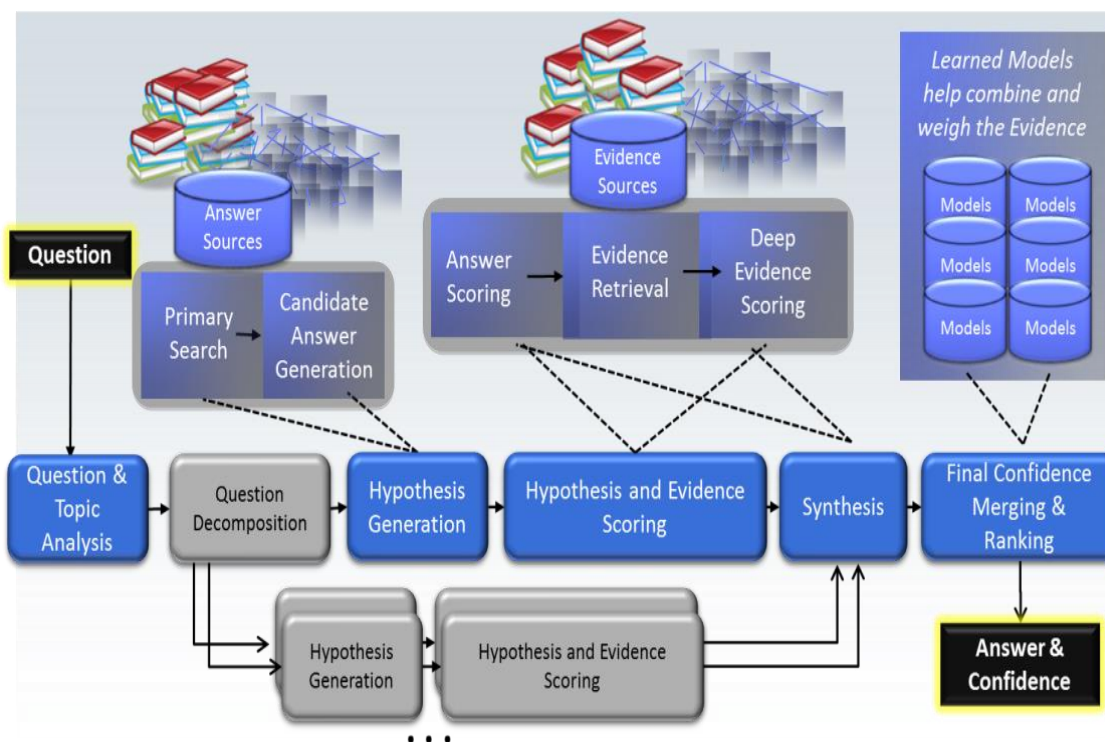 Learned Models
help combine and
weigh the Evidence
Evidence
Sources
Answer
Sources
Models
Models
Models
Models
Models
Models
Question
Primary
Search
Candidate
Answer
Generation
Answer
Scoring
Evidence
Retrieval
Deep
Evidence
Scoring
Question &
Topic
Analysis
Question
Decomposition
Hypothesis
Generation
Hypothesis and Evidence
Scoring
Synthesis
Final Confidence
Merging &
Ranking
Hypothesis
Generation
Hypothesis and Evidence
Scoring
Answer &
Confidence
...